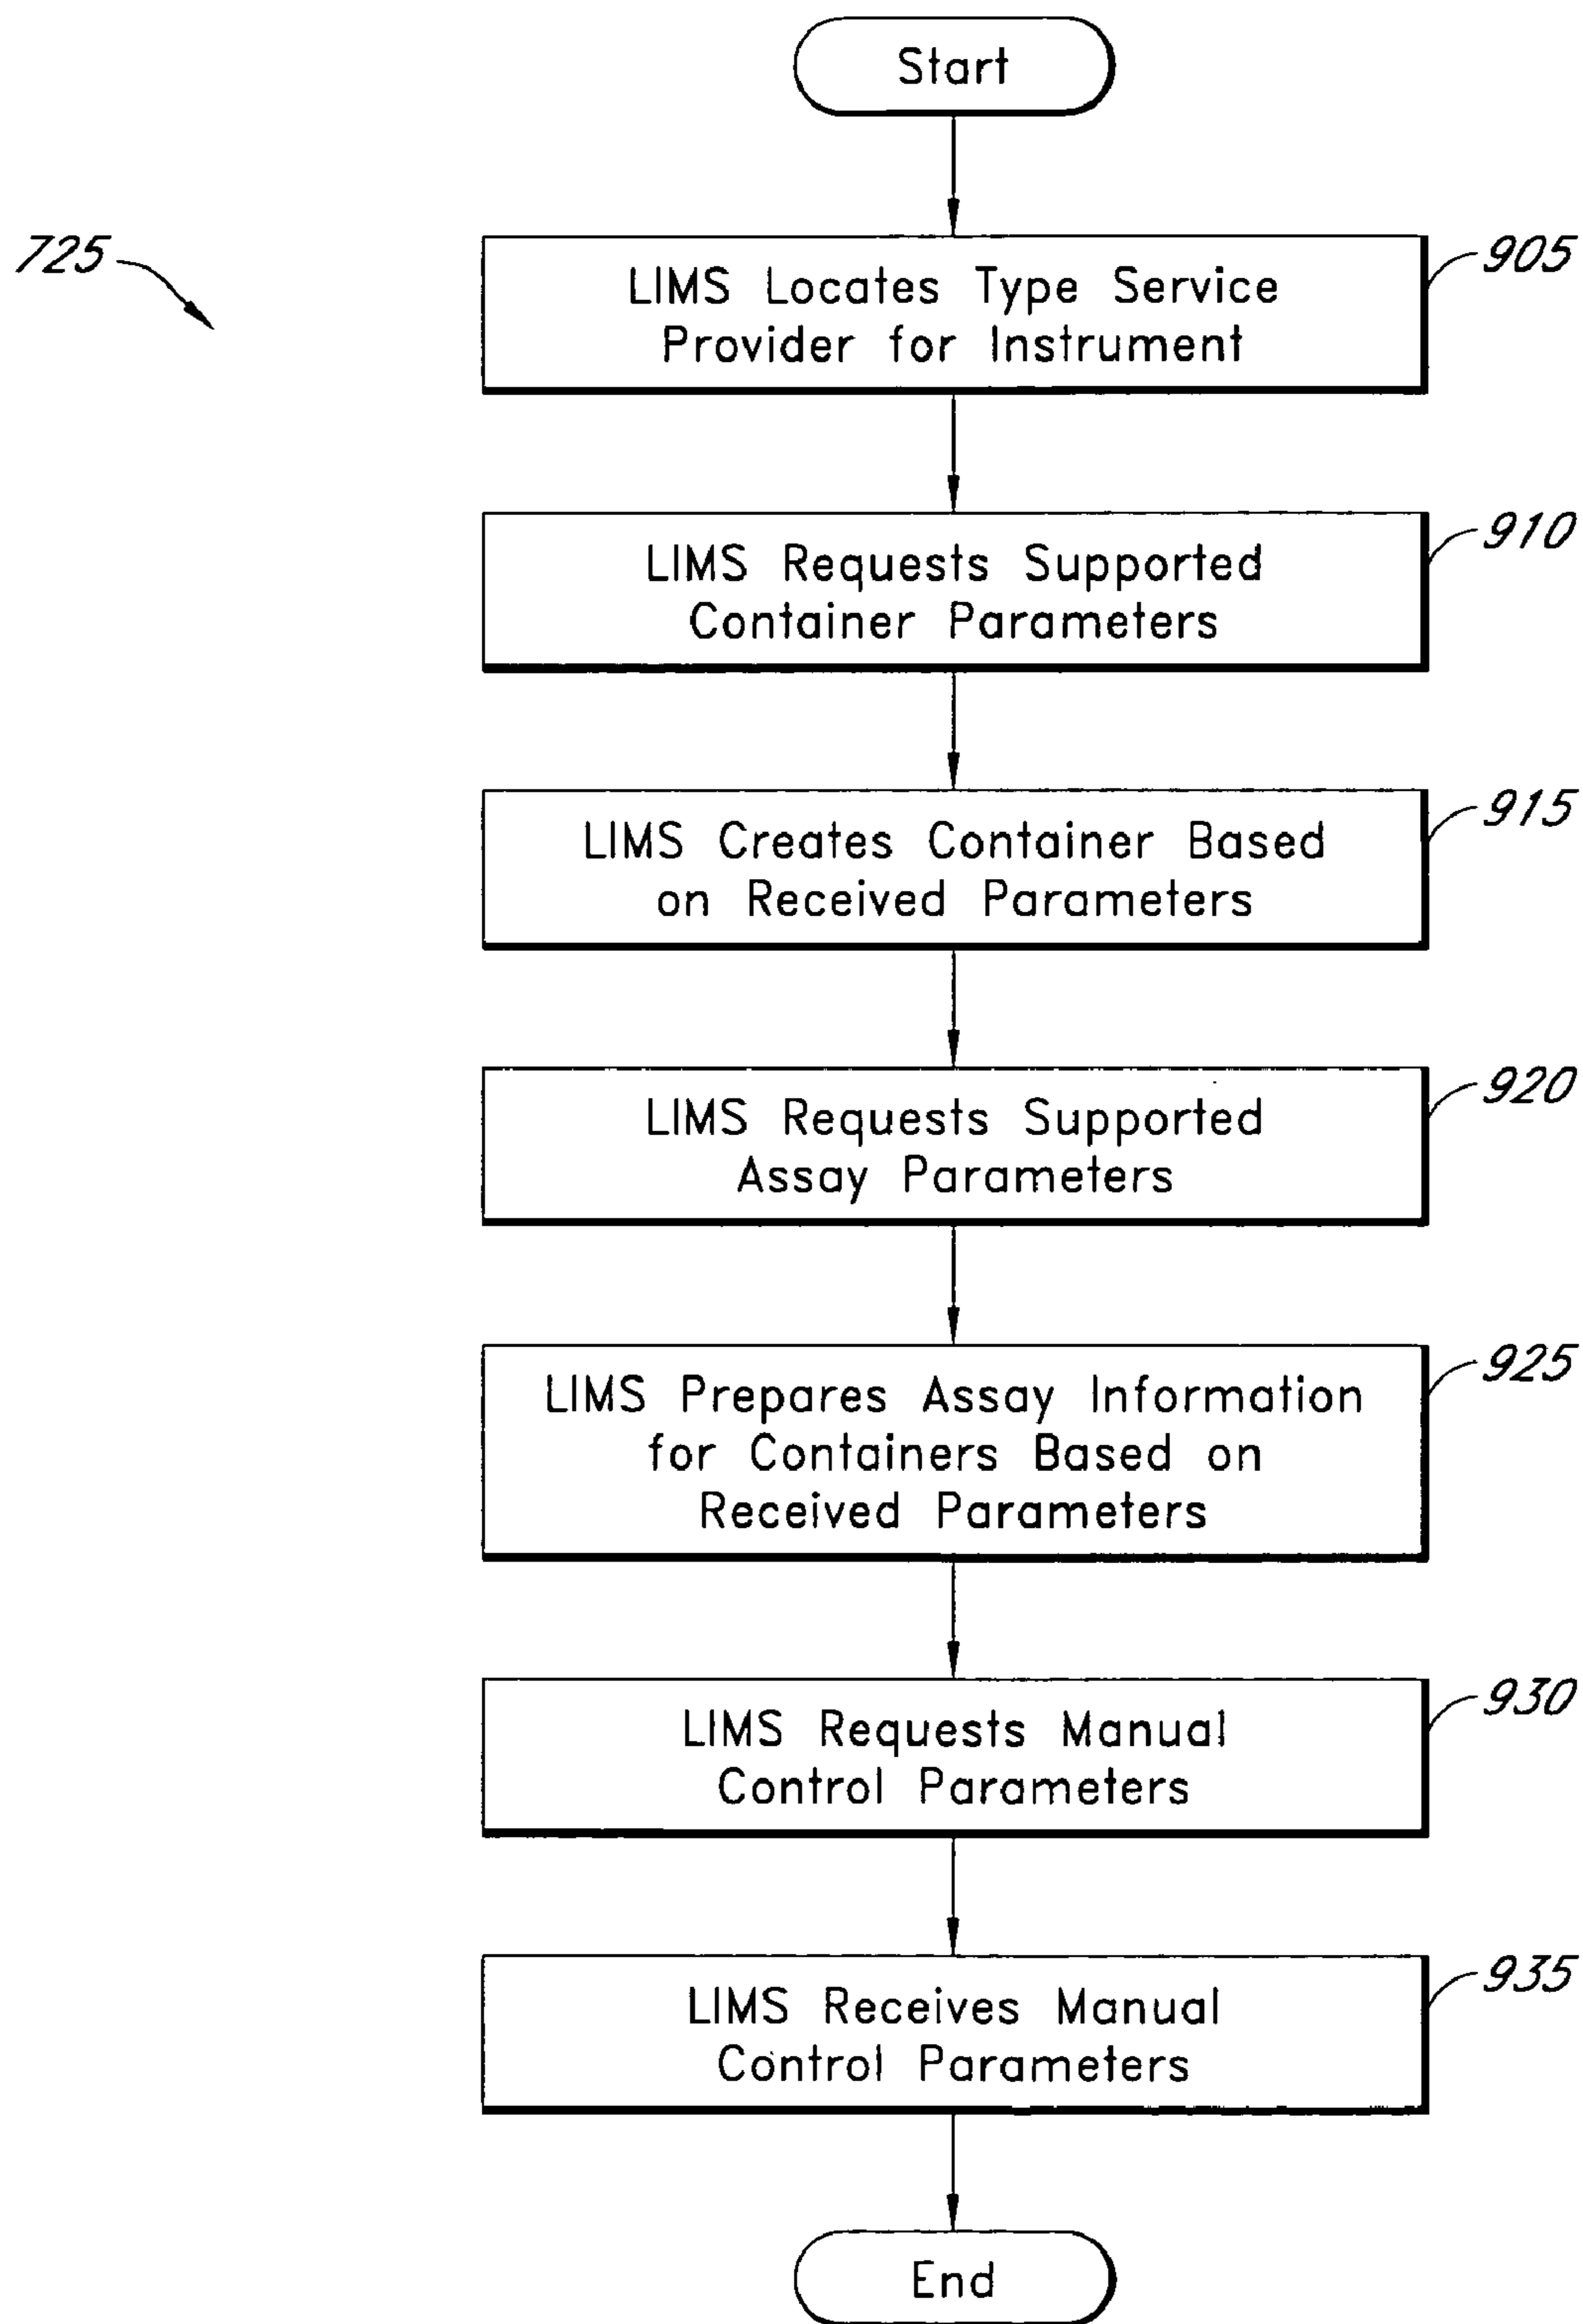 Start
725
LIMS Locates Type Service
Provider for Instrument
905
LIMS Requests Supported
Container Parameters
910
LIMS Creates Container Based
on Received Parameters
915
LIMS Requests Supported
Assay Parameters
920
LIMS Prepares Assay Information
for Containers Based on
Received Parameters
925
LIMS Requests Manual
Control Parameters
930
LIMS Receives Manual
Control Parameters
935
End